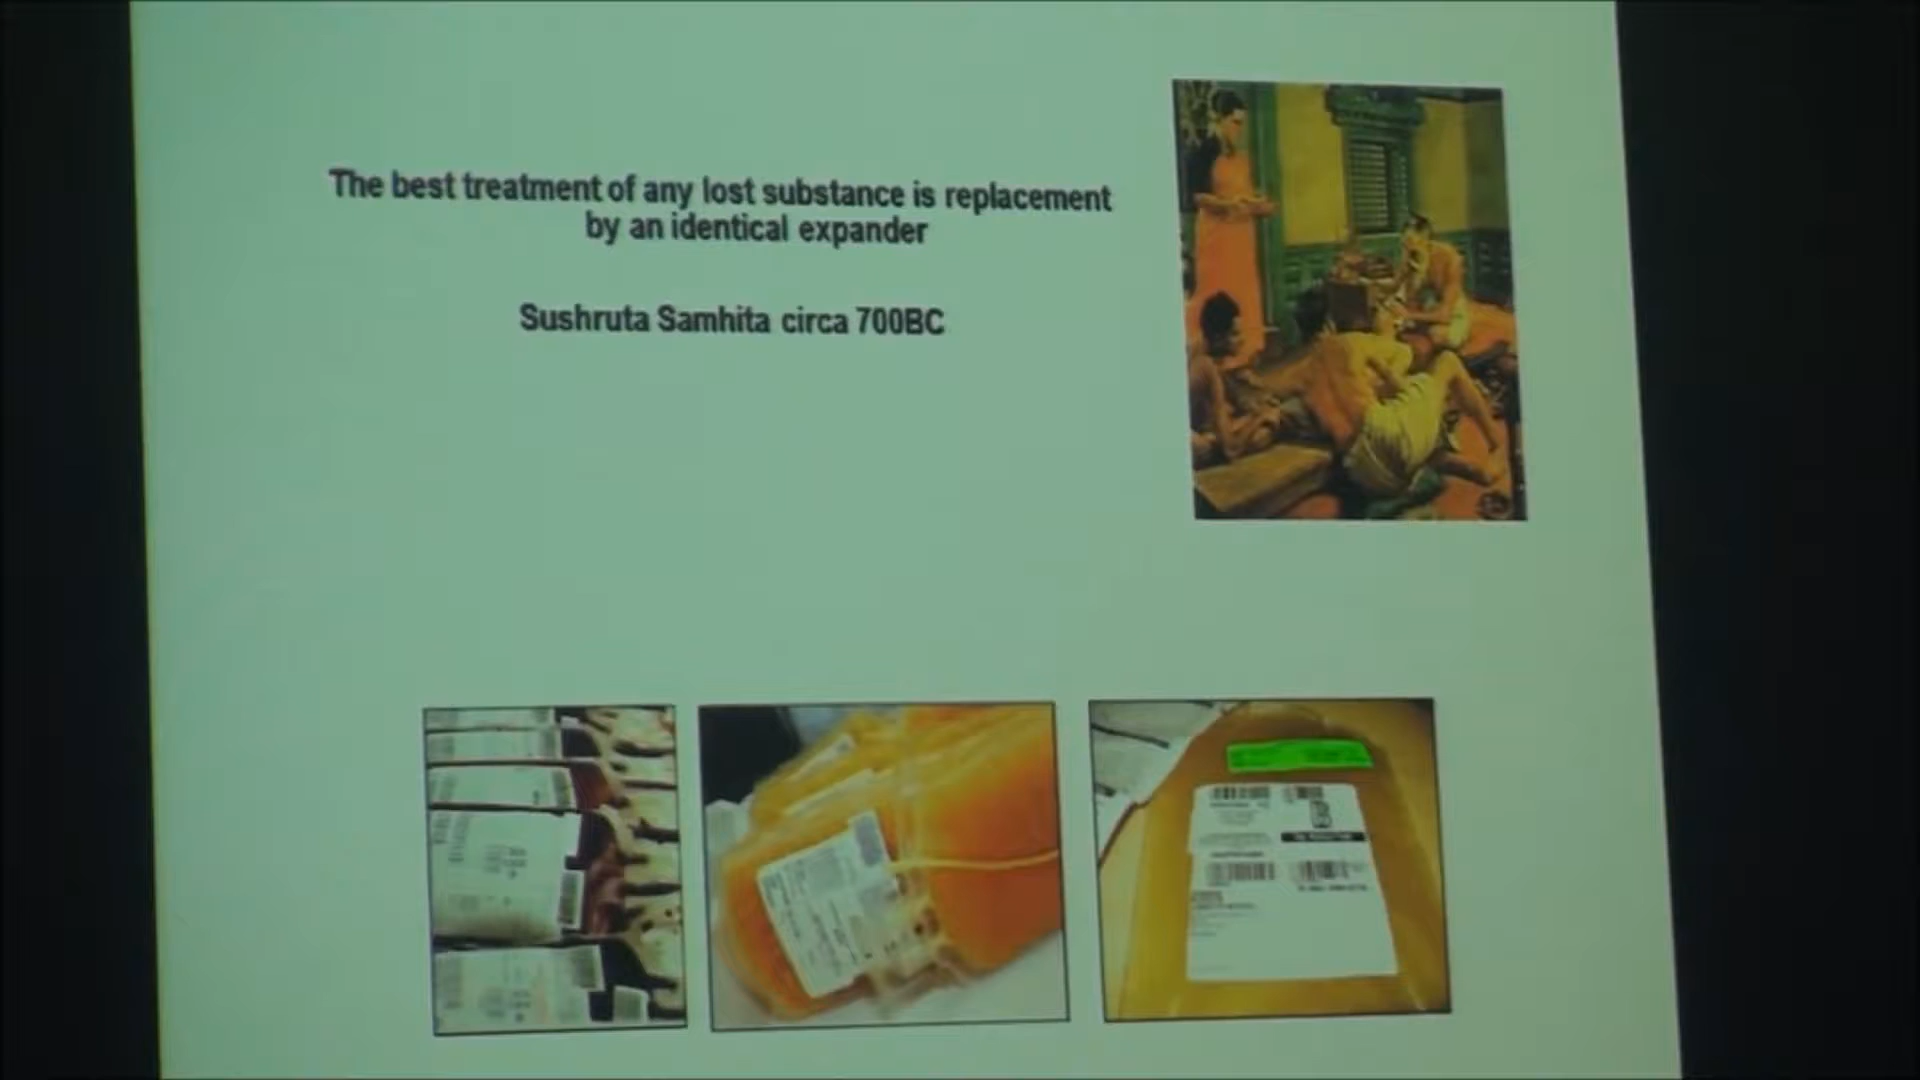 The best treatment of any lost substance is replacement
by an identical expander
Sushruta Samhita circa 700BC